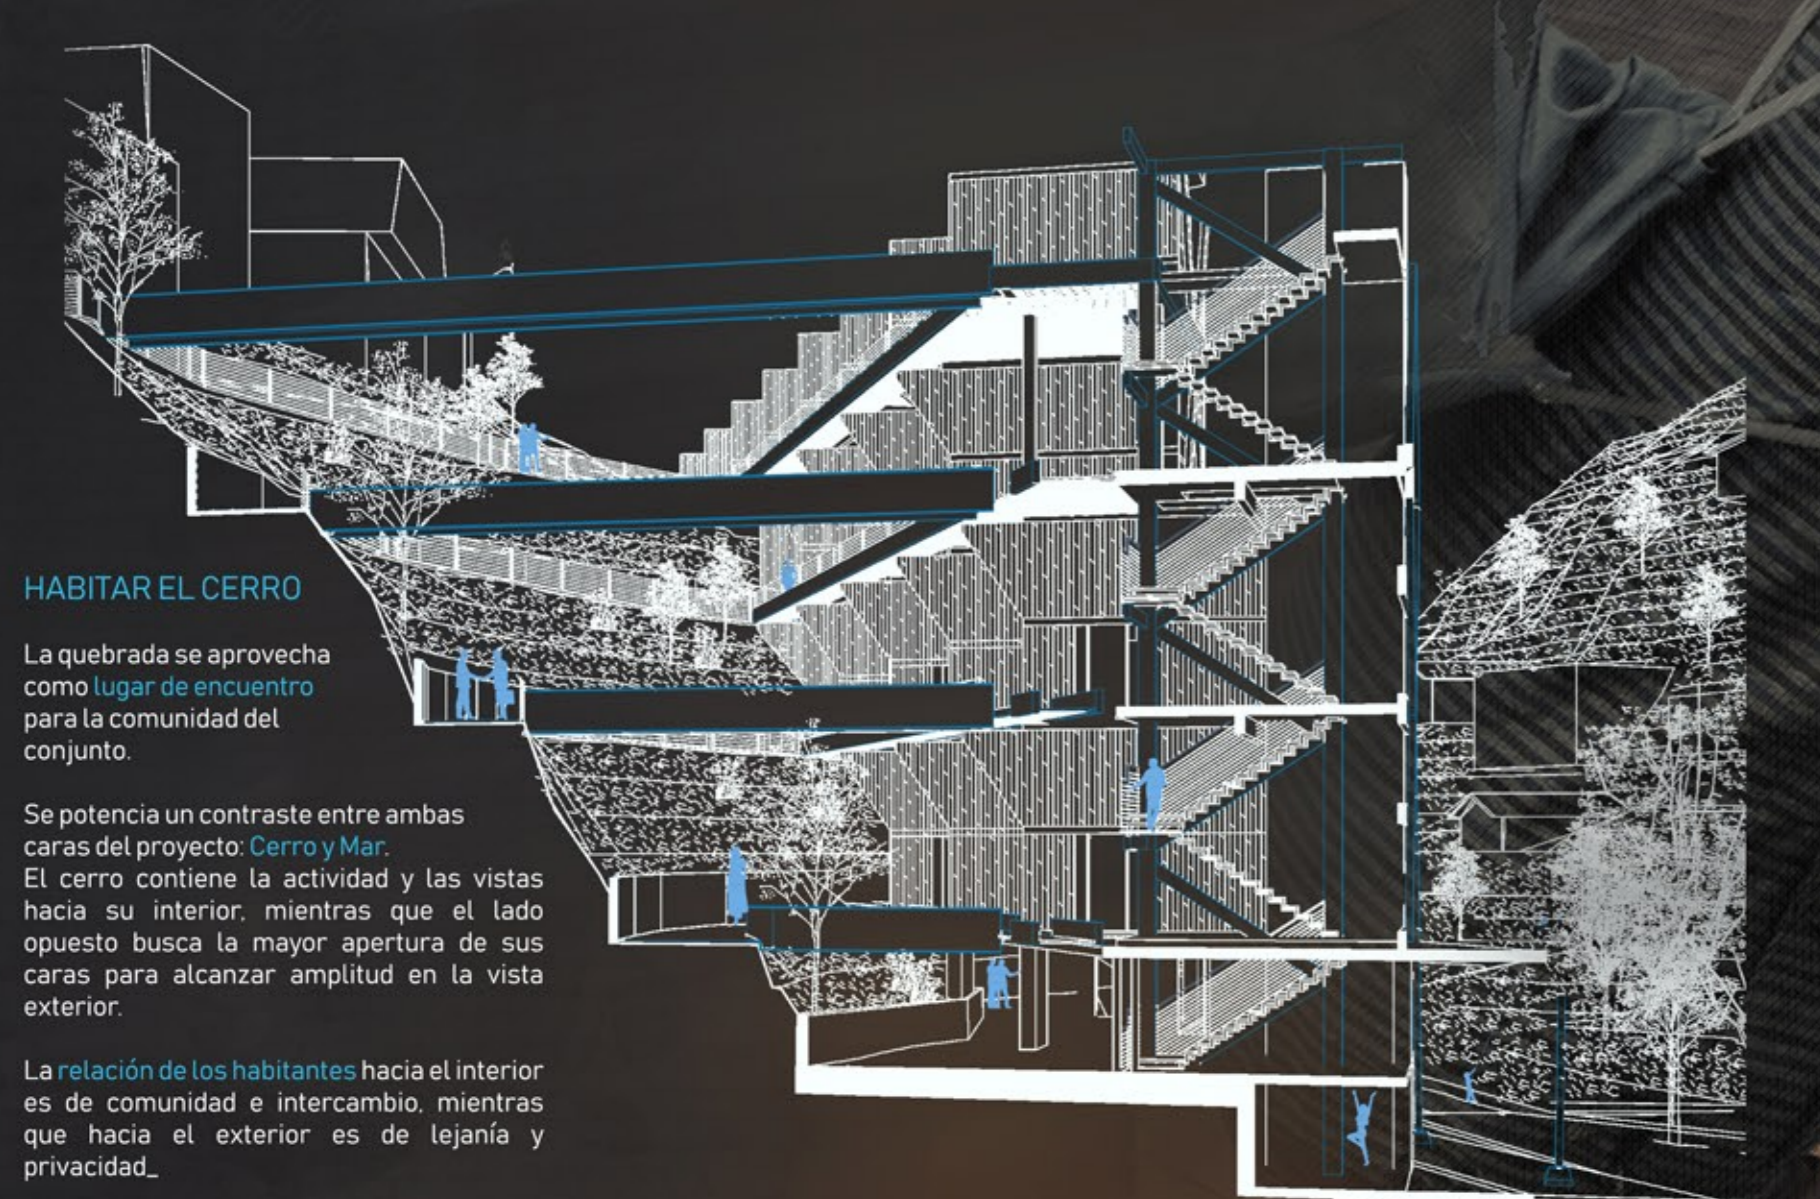 HABITAR EL CERRO
La quebrada se aprovecha
como lugar de encuentro
para la comunidad del
conjunto.
Se potencia un contraste entre ambas
caras del proyecto: Cerro y Mar.
El cerro contiene la actividad y las vistas
hacia su interior, mientras que el lado
opuesto busca la mayor apertura de sus
caras para alcanzar amplitud en la vista
exterior.
La relación de los habitantes hacia el interior
es de comunidad e intercambio, mientras
que hacia el exterior es de lejanía y
privacidad_